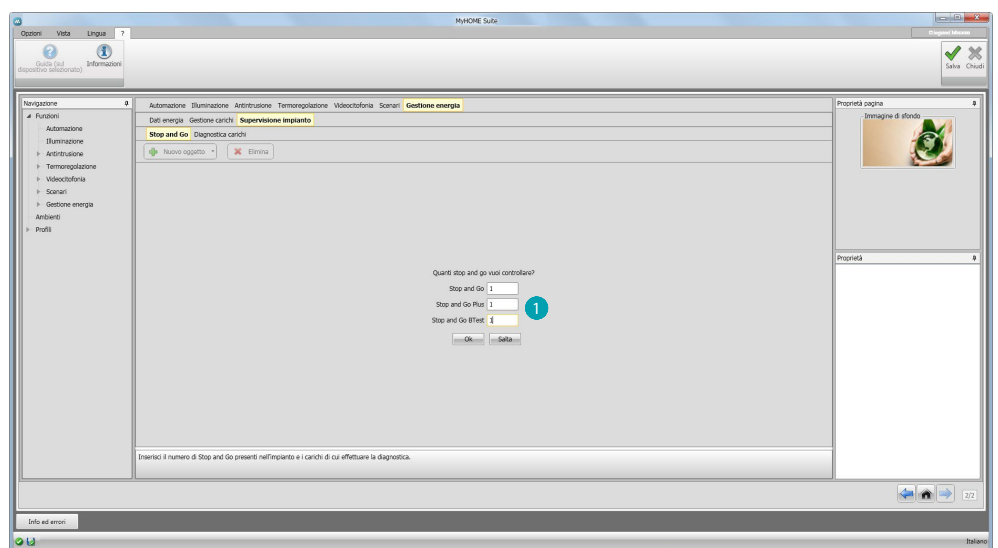 MyHOME Suite
Opzioni Vista Lingua ?
Guida (sul dispositivo selezionato)
Informazioni
Salva Chiudi
Navigazione
Funzioni
Automazione
Illuminazione
Antintrusione
Termoregolazione
Videocitofonia
Scenari
Gestione energia
Ambienti
Profili
Automazione Illuminazione Antintrusione Termoregolazione Videocitofonia Scenari Gestione energia
Dati energia Gestione carichi Supervisione impianto
Stop and Go Diagnostica carichi
Nuovo oggetto Elimina
Quanti stop and go vuoi controllare?
Stop and Go 1
Stop and Go Plus 1
Stop and Go BTest 1
1
Ok Salta
Inserisci il numero di Stop and Go presenti nell'impianto e i carichi di cui effettuare la diagnostica.
Proprietà pagina
Immagine di sfondo
Proprietà
2/2
Info ed errori
Italiano